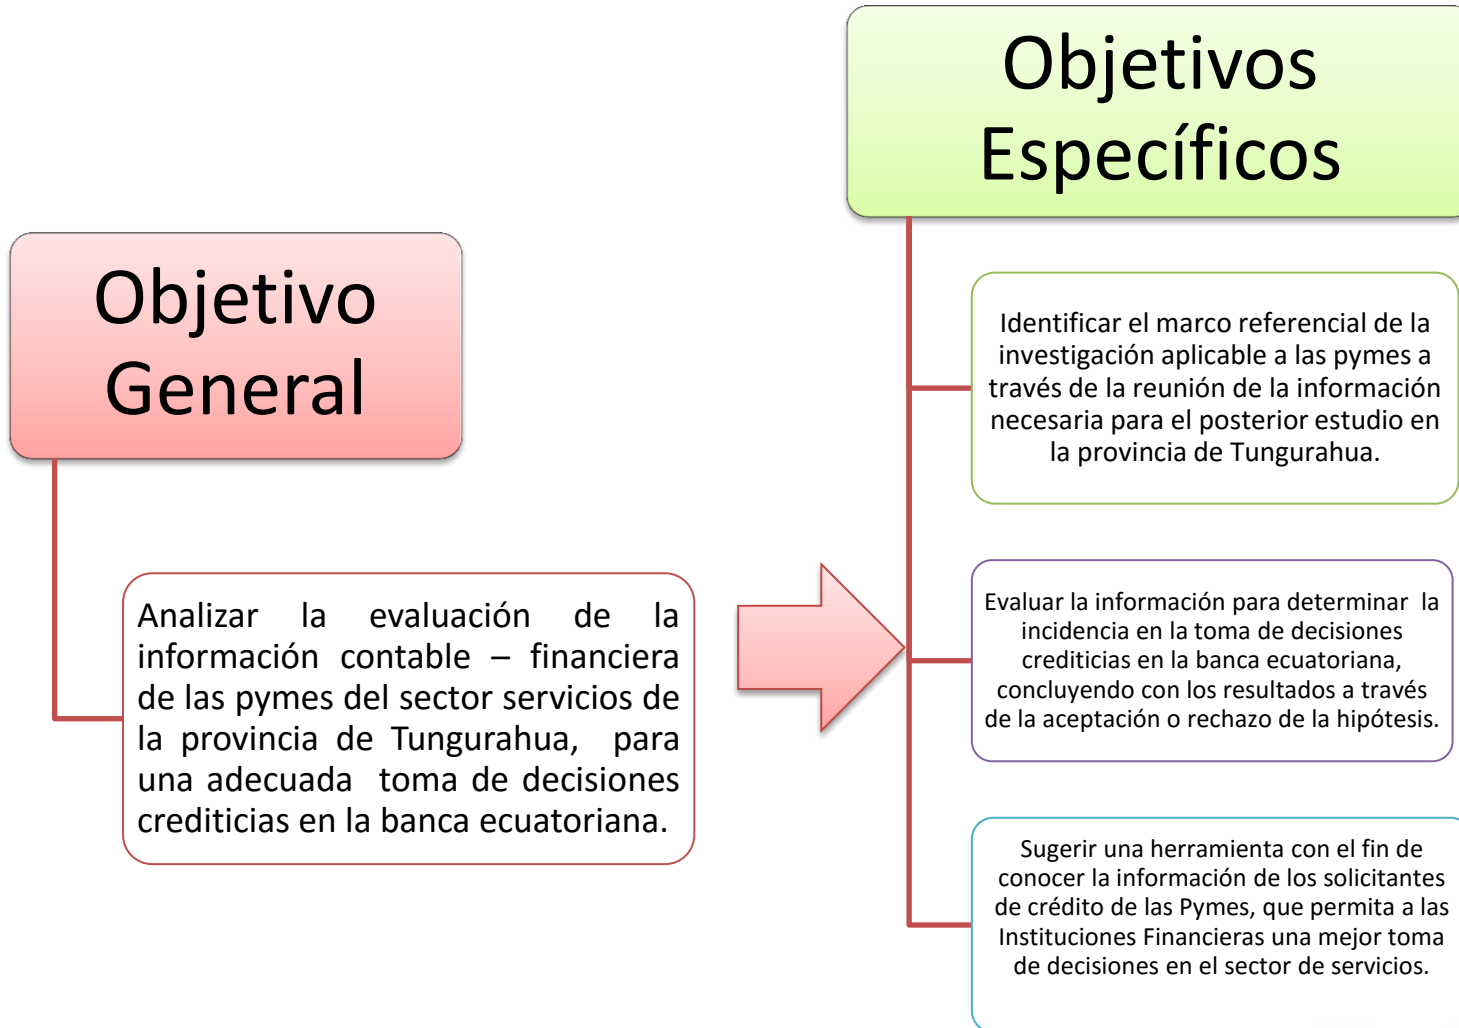 Objetivo
General
Analizar la evaluación de la
información contable – financiera
de las pymes del sector servicios de
la provincia de Tungurahua, para
una adecuada toma de decisiones
crediticias en la banca ecuatoriana.
Objetivos
Específicos
Identificar el marco referencial de la
investigación aplicable a las pymes a
través de la reunión de la información
necesaria para el posterior estudio en
la provincia de Tungurahua.
Evaluar la información para determinar la
incidencia en la toma de decisiones
crediticias en la banca ecuatoriana,
concluyendo con los resultados a través
de la aceptación o rechazo de la hipótesis.
Sugerir una herramienta con el fin de
conocer la información de los solicitantes
de crédito de las Pymes, que permita a las
Instituciones Financieras una mejor toma
de decisiones en el sector de servicios.